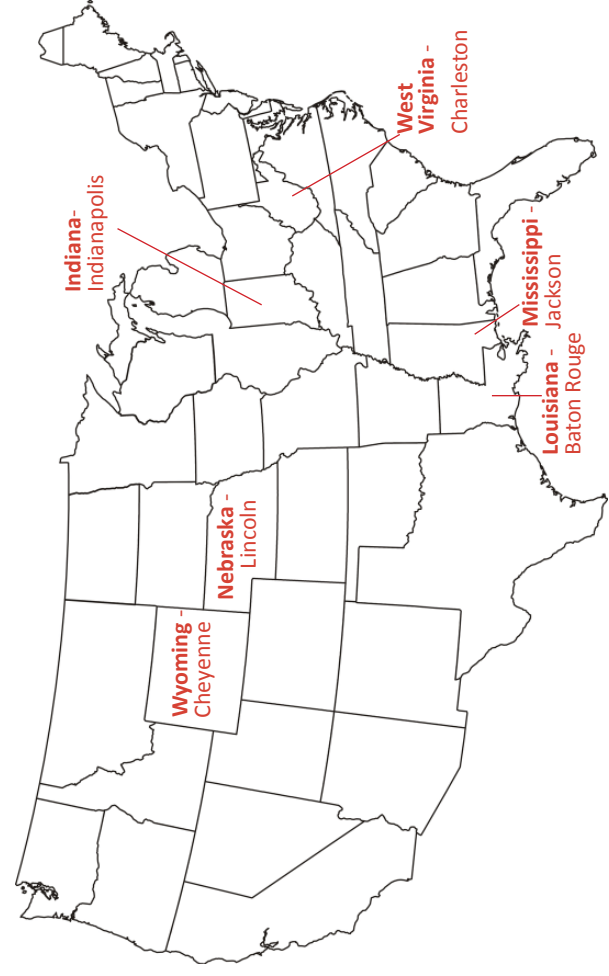 Wyoming -
Cheyenne
Nebraska -
Lincoln
Indiana-
Indianapolis
West
Virginia -
Charleston
Louisiana -
Baton Rouge
Mississippi -
Jackson